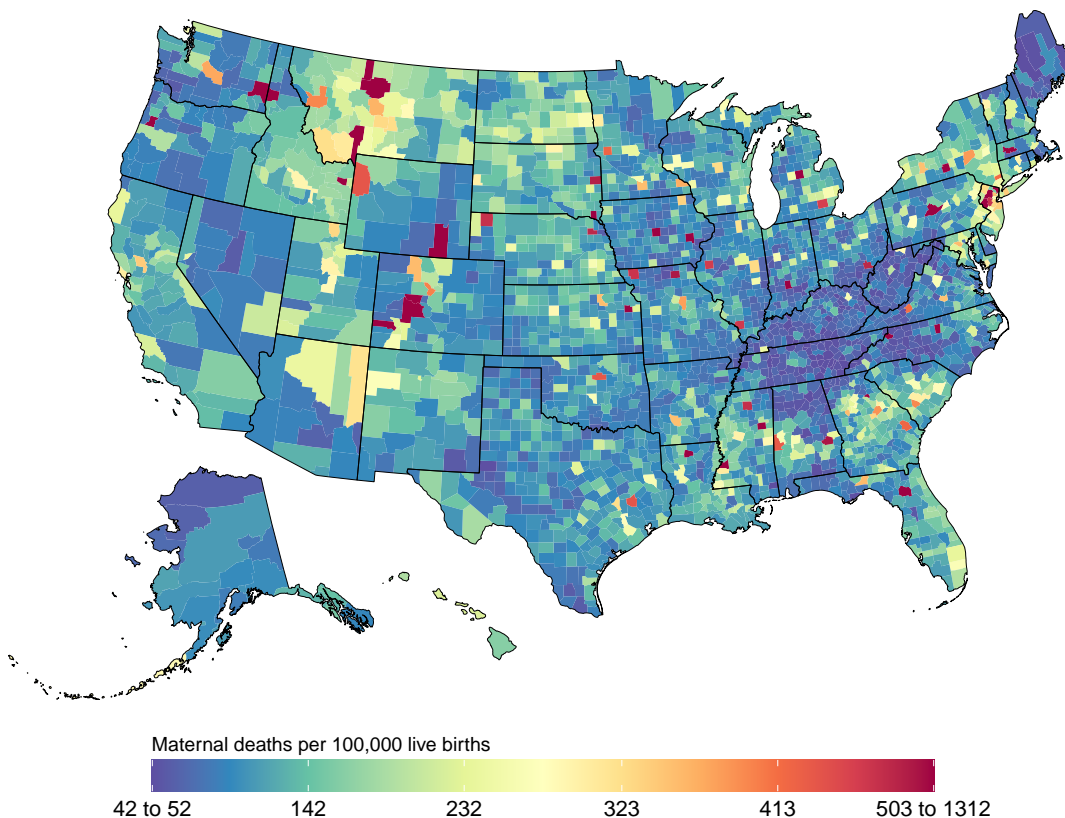 Maternal deaths per 100,000 live births
42 to 52 142 232 323 413 503 to 1312